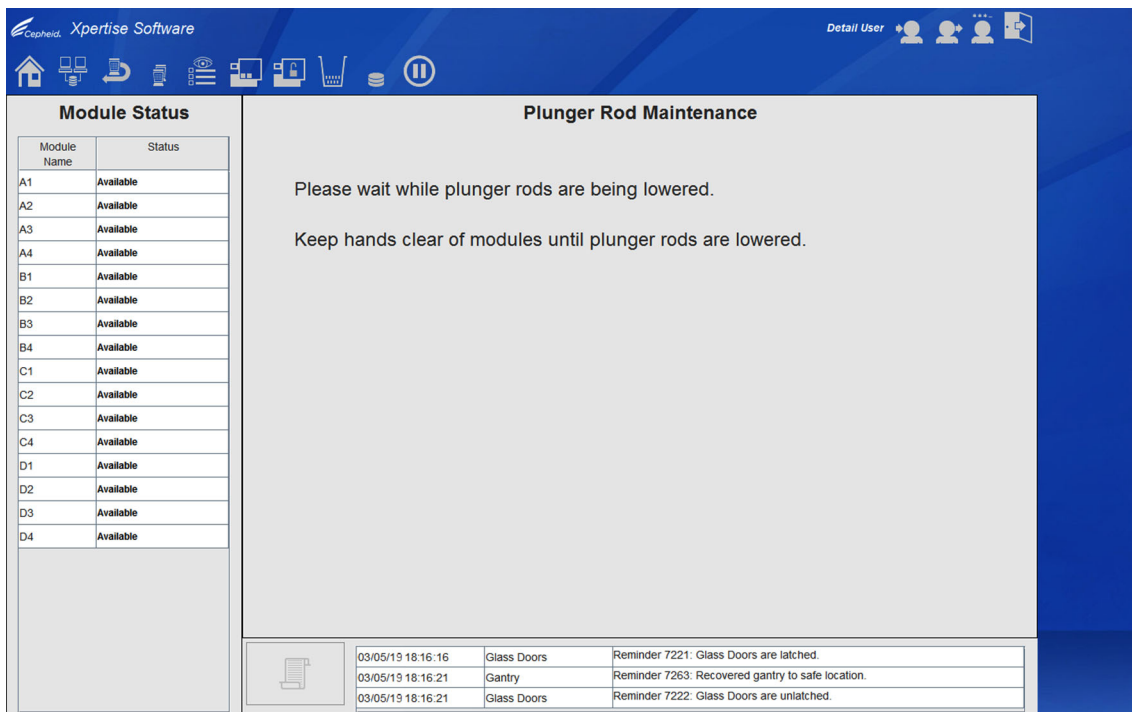 Cepheid. Xpertise Software
Detail User
Module Status
Plunger Rod Maintenance
Module Name
Status
A1 Available
A2 Available
A3 Available
A4 Available
B1 Available
B2 Available
B3 Available
B4 Available
C1 Available
C2 Available
C3 Available
C4 Available
D1 Available
D2 Available
D3 Available
D4 Available
Please wait while plunger rods are being lowered.
Keep hands clear of modules until plunger rods are lowered.
03/05/19 18:16:16 Glass Doors Reminder 7221: Glass Doors are latched.
03/05/19 18:16:21 Gantry Reminder 7263: Recovered gantry to safe location.
03/05/19 18:16:21 Glass Doors Reminder 7222: Glass Doors are unlatched.